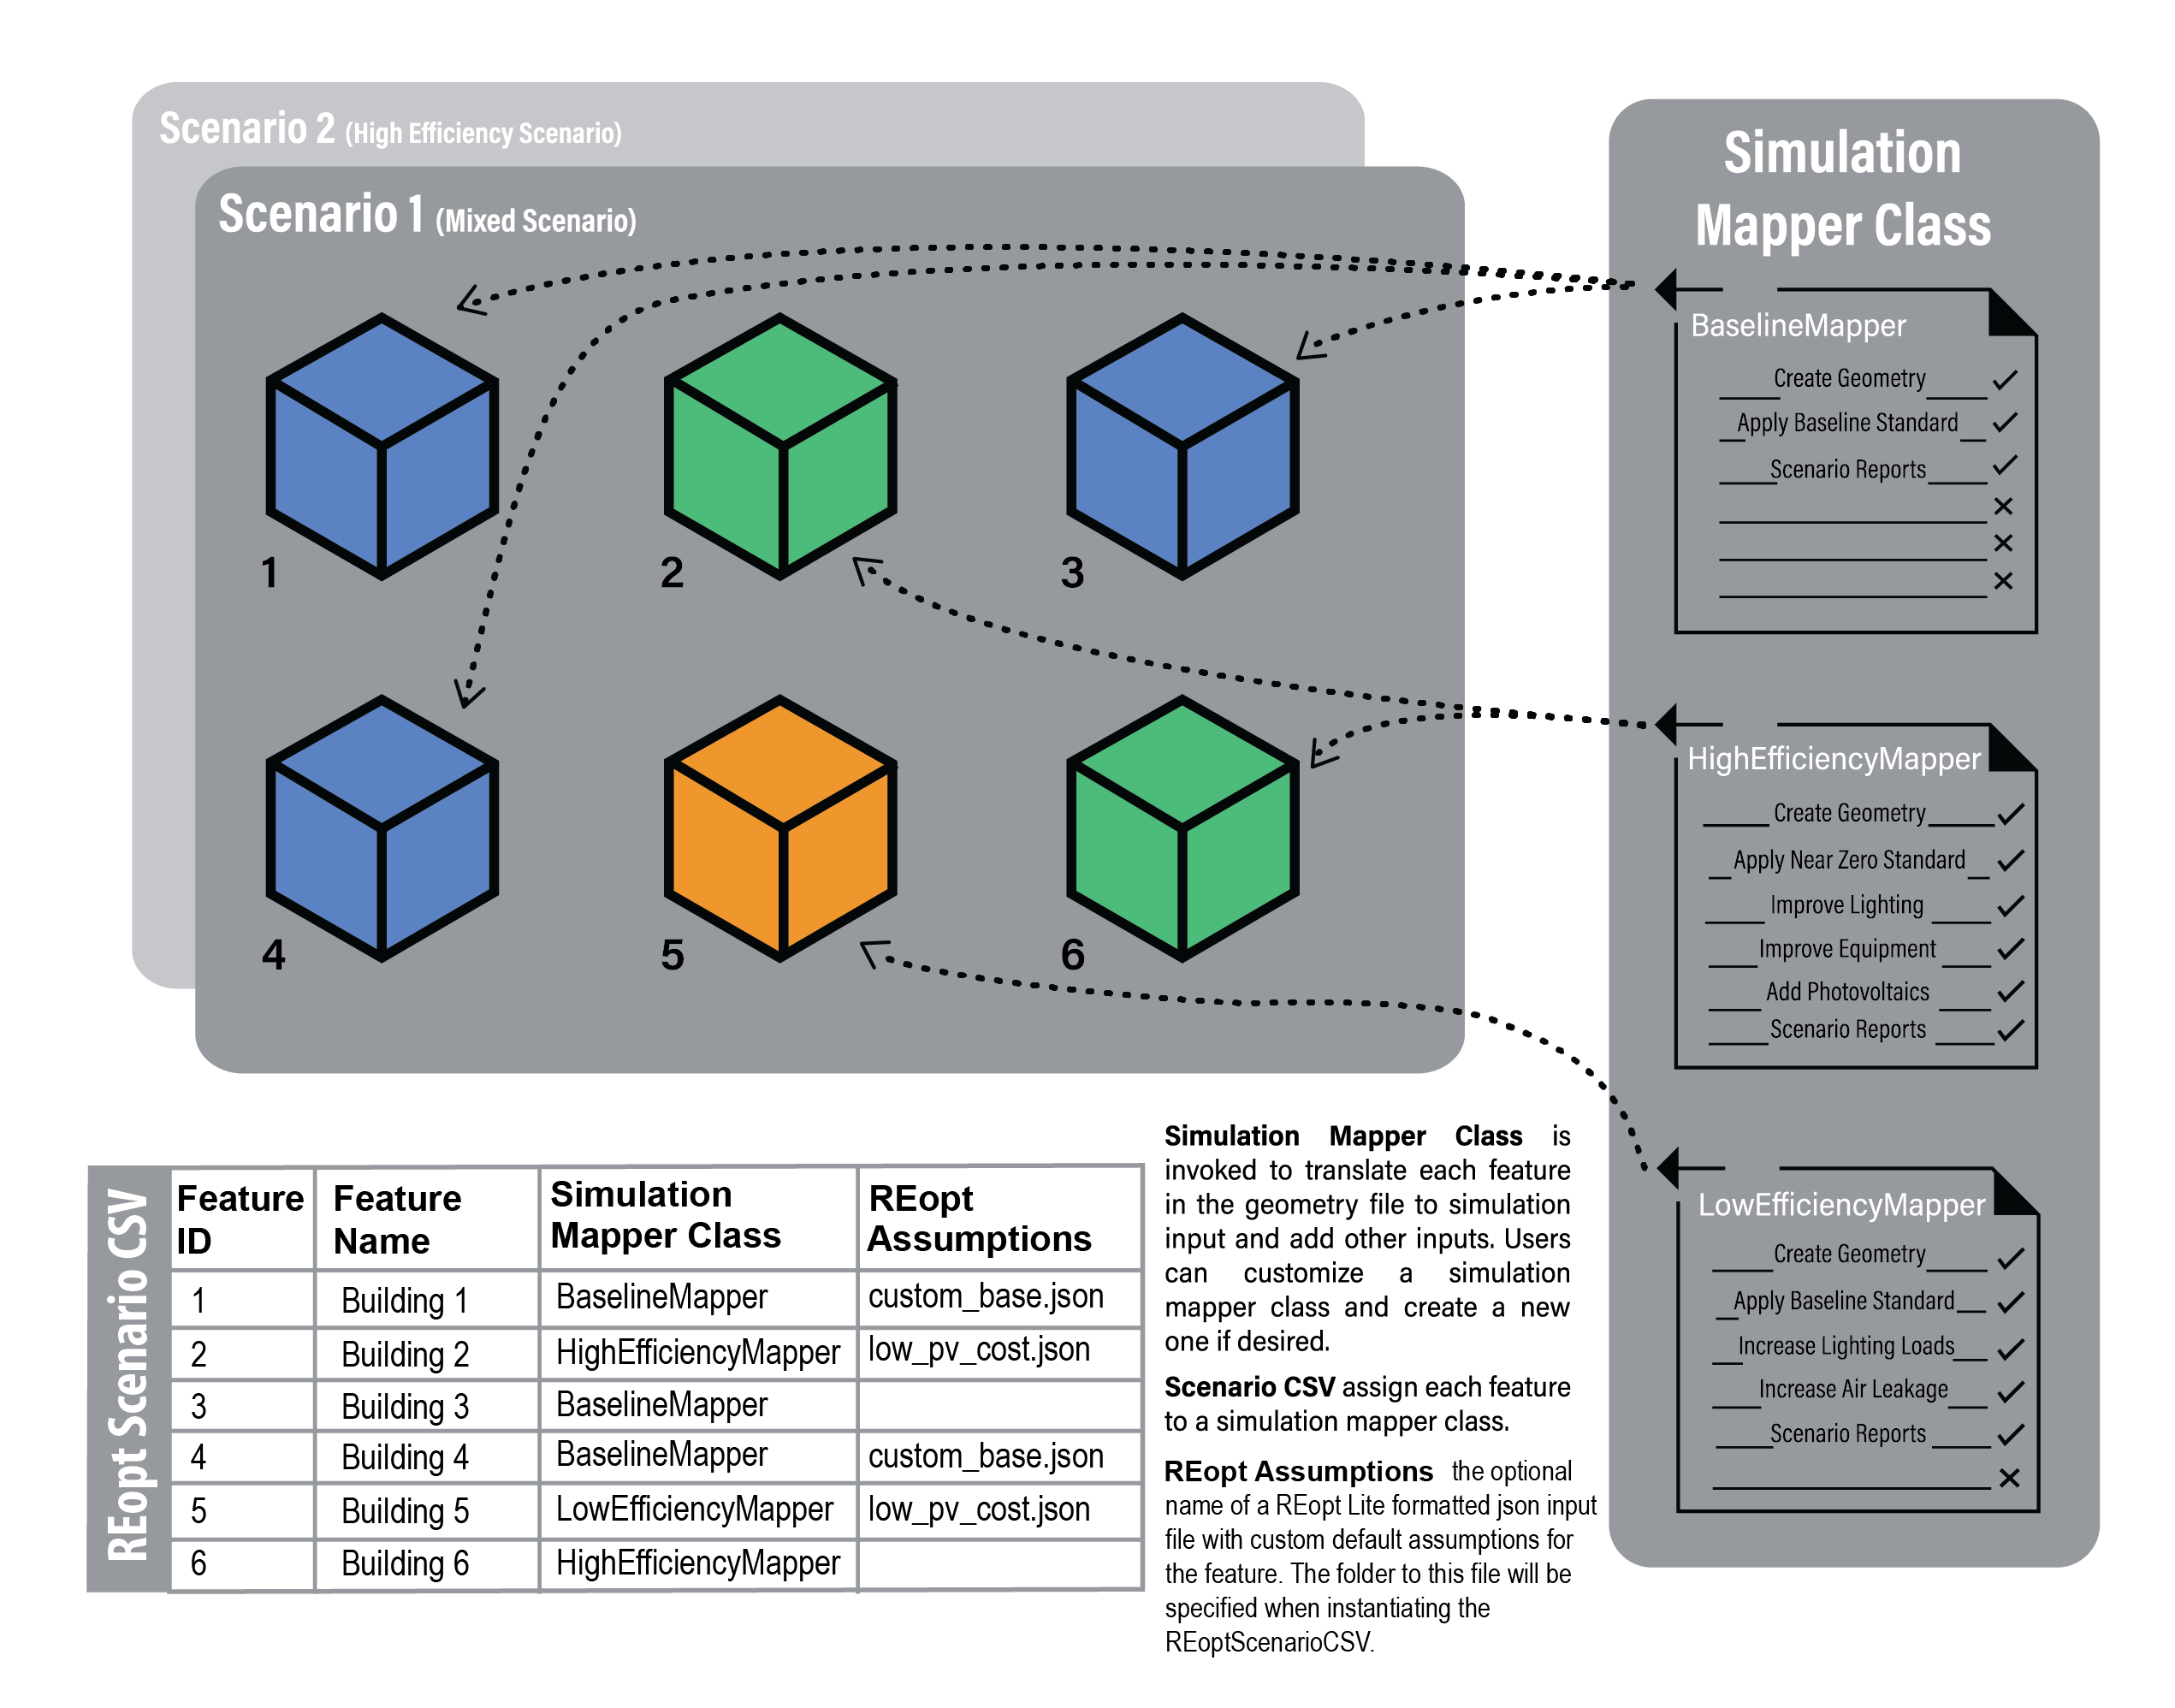 Scenario 2 (High Efficiency Scenario)
Scenario 1 (Mixed Scenario)
1
2
3
4
5
6
Simulation
Mapper Class
BaselineMapper
Create Geometry
Apply Baseline Standard
Scenario Reports
HighEfficiencyMapper
Create Geometry
Apply Near Zero Standard
Improve Lighting
Improve Equipment
Add Photovoltaics
Scenario Reports
LowEfficiencyMapper
Create Geometry
Apply Baseline Standard
Increase Lighting Loads
Increase Air Leakage
Scenario Reports
REopt Scenario CSV
Feature ID Feature Name Simulation Mapper Class REopt Assumptions
1 Building 1 BaselineMapper custom_base.json
2 Building 2 HighEfficiencyMapper low_pv_cost.json
3 Building 3 BaselineMapper
4 Building 4 BaselineMapper custom_base.json
5 Building 5 LowEfficiencyMapper low_pv_cost.json
6 Building 6 HighEfficiencyMapper
Simulation Mapper Class is
invoked to translate each feature
in the geometry file to simulation
input and add other inputs. Users
can customize a simulation
mapper class and create a new
one if desired.
Scenario CSV assign each feature
to a simulation mapper class.
REopt Assumptions the optional
name of a REopt Lite formatted json input
file with custom default assumptions for
the feature. The folder to this file will be
specified when instantiating the
REoptScenarioCSV.